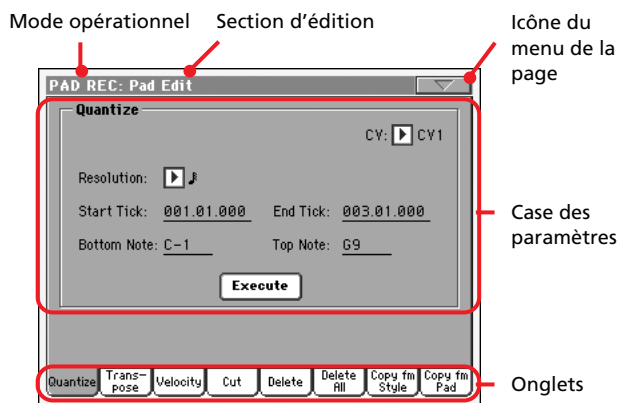 Mode opérationnel Section d'édition
Icône du
menu de la
page
PAD REC: Pad Edit
Quantize
CV: CV1
Resolution:
Start Tick: 001.01.000 End Tick: 003.01.000
Bottom Note: C-1 Top Note: G9
Execute
Case des
paramètres
Quantize Trans-
pose Velocity Cut Delete Delete
All Copy fm
Style Copy fm
Pad
Onglets